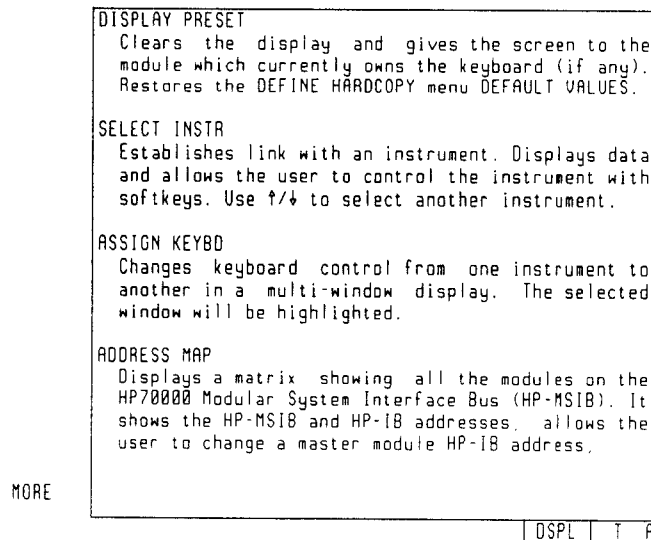 DISPLAY PRESET
Clears the display and gives the screen to the
module which currently owns the keyboard (if any).
Restores the DEFINE HARDCOPY menu DEFAULT VALUES.
SELECT INSTR
Establishes link with an instrument. Displays data
and allows the user to control the instrument with
softkeys. Use ↑/↓ to select another instrument.
ASSIGN KEYBD
Changes keyboard control from one instrument to
another in a multi-window display. The selected
window will be highlighted.
ADDRESS MAP
Displays a matrix showing all the modules on the
HP70000 Modular System Interface Bus (HP-MSIB). It
shows the HP-MSIB and HP-IB addresses, allows the
user to change a master module HP-IB address.
MORE
DSPL T